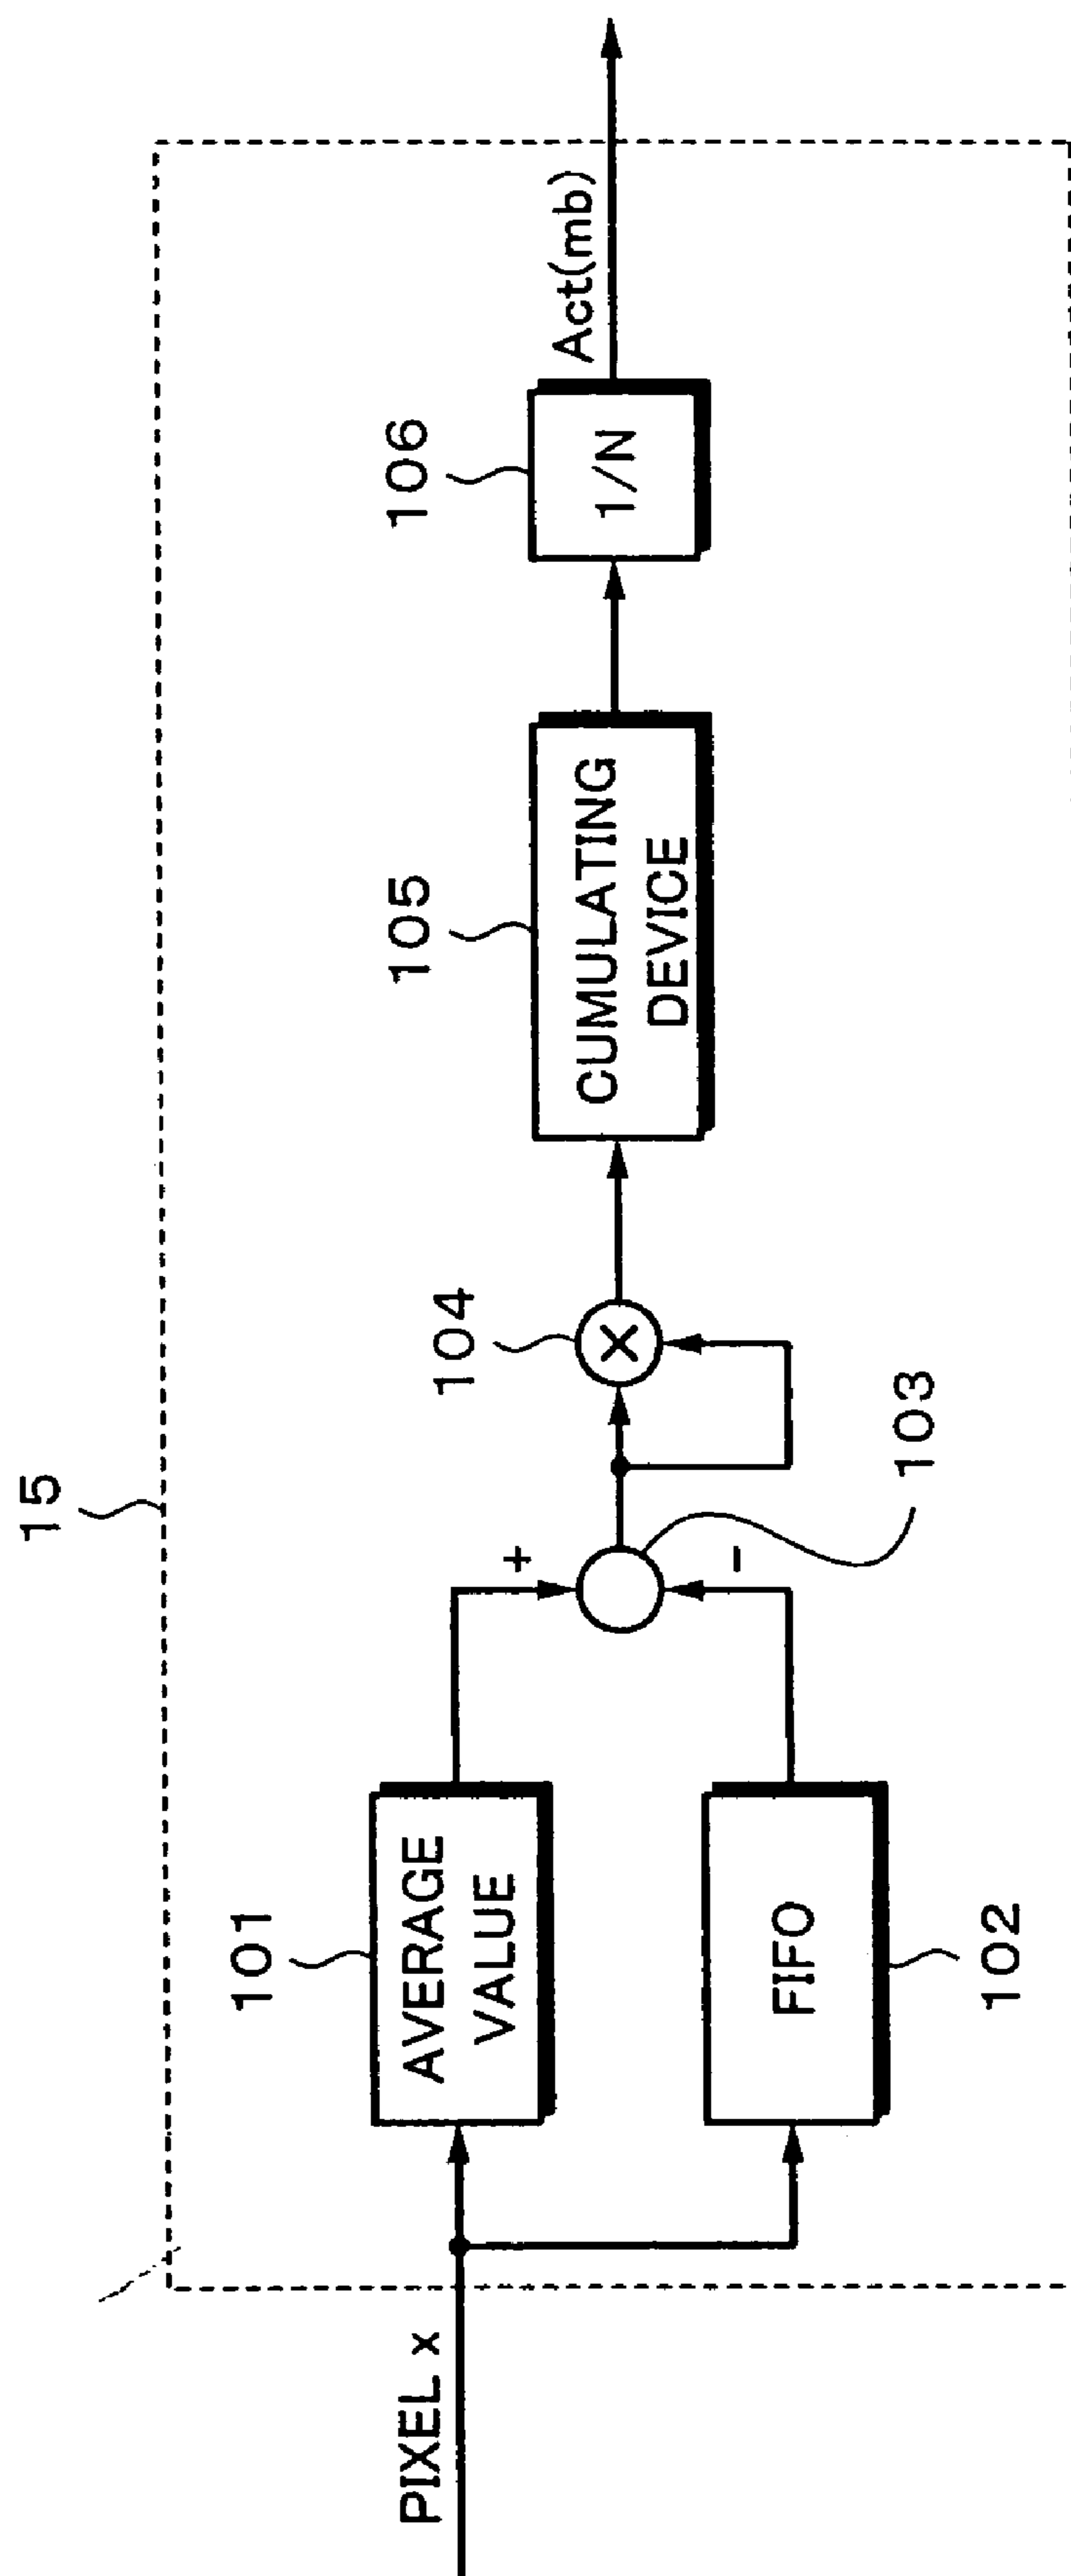 15
PIXEL x
101
AVERAGE
VALUE
FIFO
102
+
-
103
104
×
105
CUMULATING
DEVICE
106
1/N
Act(mb)